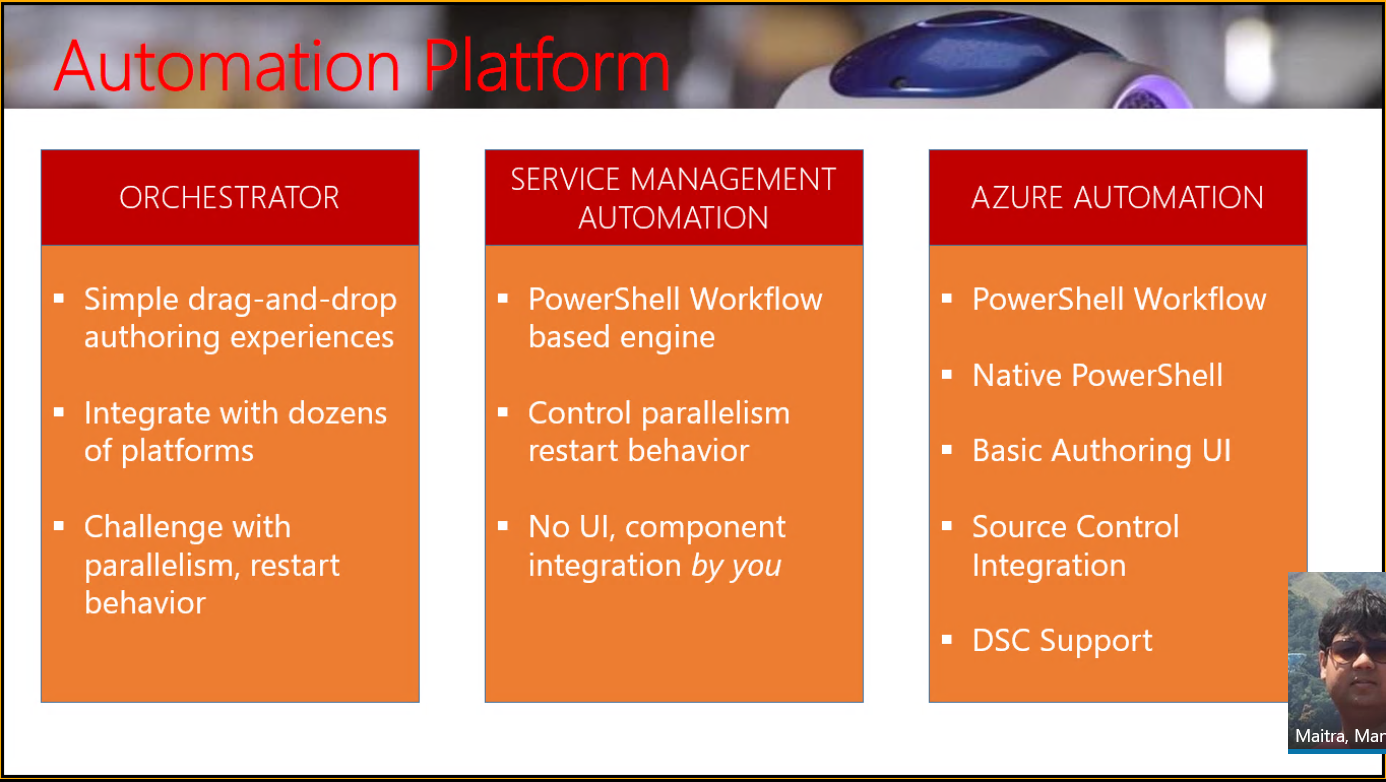 Automation Platform
ORCHESTRATOR
▪ Simple drag-and-drop
authoring experiences
▪ Integrate with dozens
of platforms
▪ Challenge with
parallelism, restart
behavior
SERVICE MANAGEMENT
AUTOMATION
▪ PowerShell Workflow
based engine
▪ Control parallelism
restart behavior
▪ No UI, component
integration by you
AZURE AUTOMATION
▪ PowerShell Workflow
▪ Native PowerShell
▪ Basic Authoring UI
▪ Source Control
Integration
▪ DSC Support
Maitra, Mar